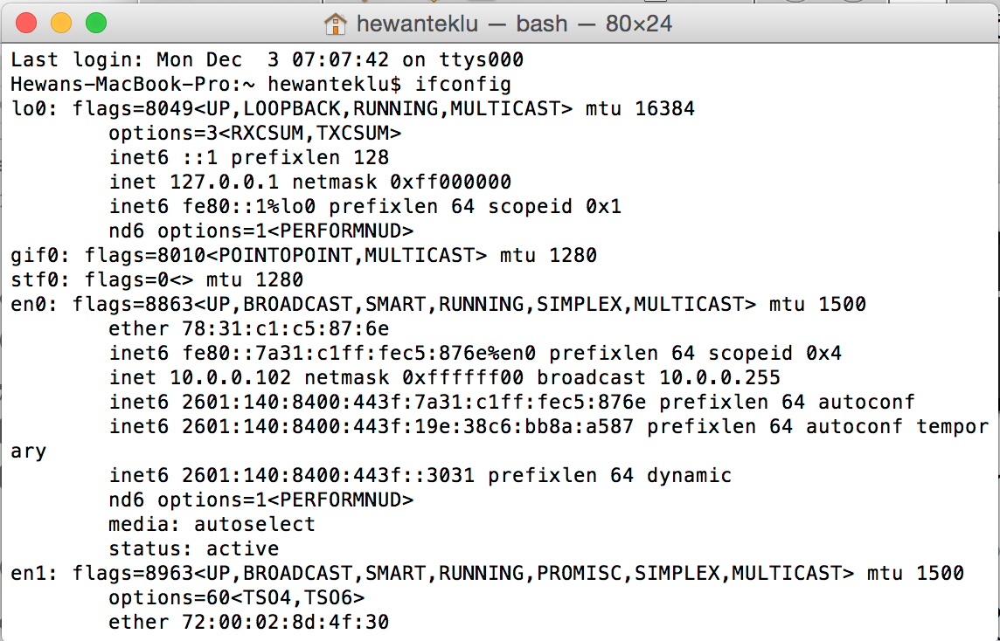 hewanteklu — bash — 80×24
Last login: Mon Dec  3 07:07:42 on ttys000
Hewans-MacBook-Pro:~ hewanteklu$ ifconfig
lo0: flags=8049<UP,LOOPBACK,RUNNING,MULTICAST> mtu 16384
        options=3<RXCSUM,TXCSUM>
        inet6 ::1 prefixlen 128
        inet 127.0.0.1 netmask 0xff000000
        inet6 fe80::1%lo0 prefixlen 64 scopeid 0x1
        nd6 options=1<PERFORMNUD>
gif0: flags=8010<POINTOPOINT,MULTICAST> mtu 1280
stf0: flags=0<> mtu 1280
en0: flags=8863<UP,BROADCAST,SMART,RUNNING,SIMPLEX,MULTICAST> mtu 1500
        ether 78:31:c1:c5:87:6e
        inet6 fe80::7a31:c1ff:fec5:876e%en0 prefixlen 64 scopeid 0x4
        inet 10.0.0.102 netmask 0xffffff00 broadcast 10.0.0.255
        inet6 2601:140:8400:443f:7a31:c1ff:fec5:876e prefixlen 64 autoconf
        inet6 2601:140:8400:443f:19e:38c6:bb8a:a587 prefixlen 64 autoconf tempor
ary
        inet6 2601:140:8400:443f::3031 prefixlen 64 dynamic
        nd6 options=1<PERFORMNUD>
        media: autoselect
        status: active
en1: flags=8963<UP,BROADCAST,SMART,RUNNING,PROMISC,SIMPLEX,MULTICAST> mtu 1500
        options=60<TSO4,TSO6>
        ether 72:00:02:8d:4f:30